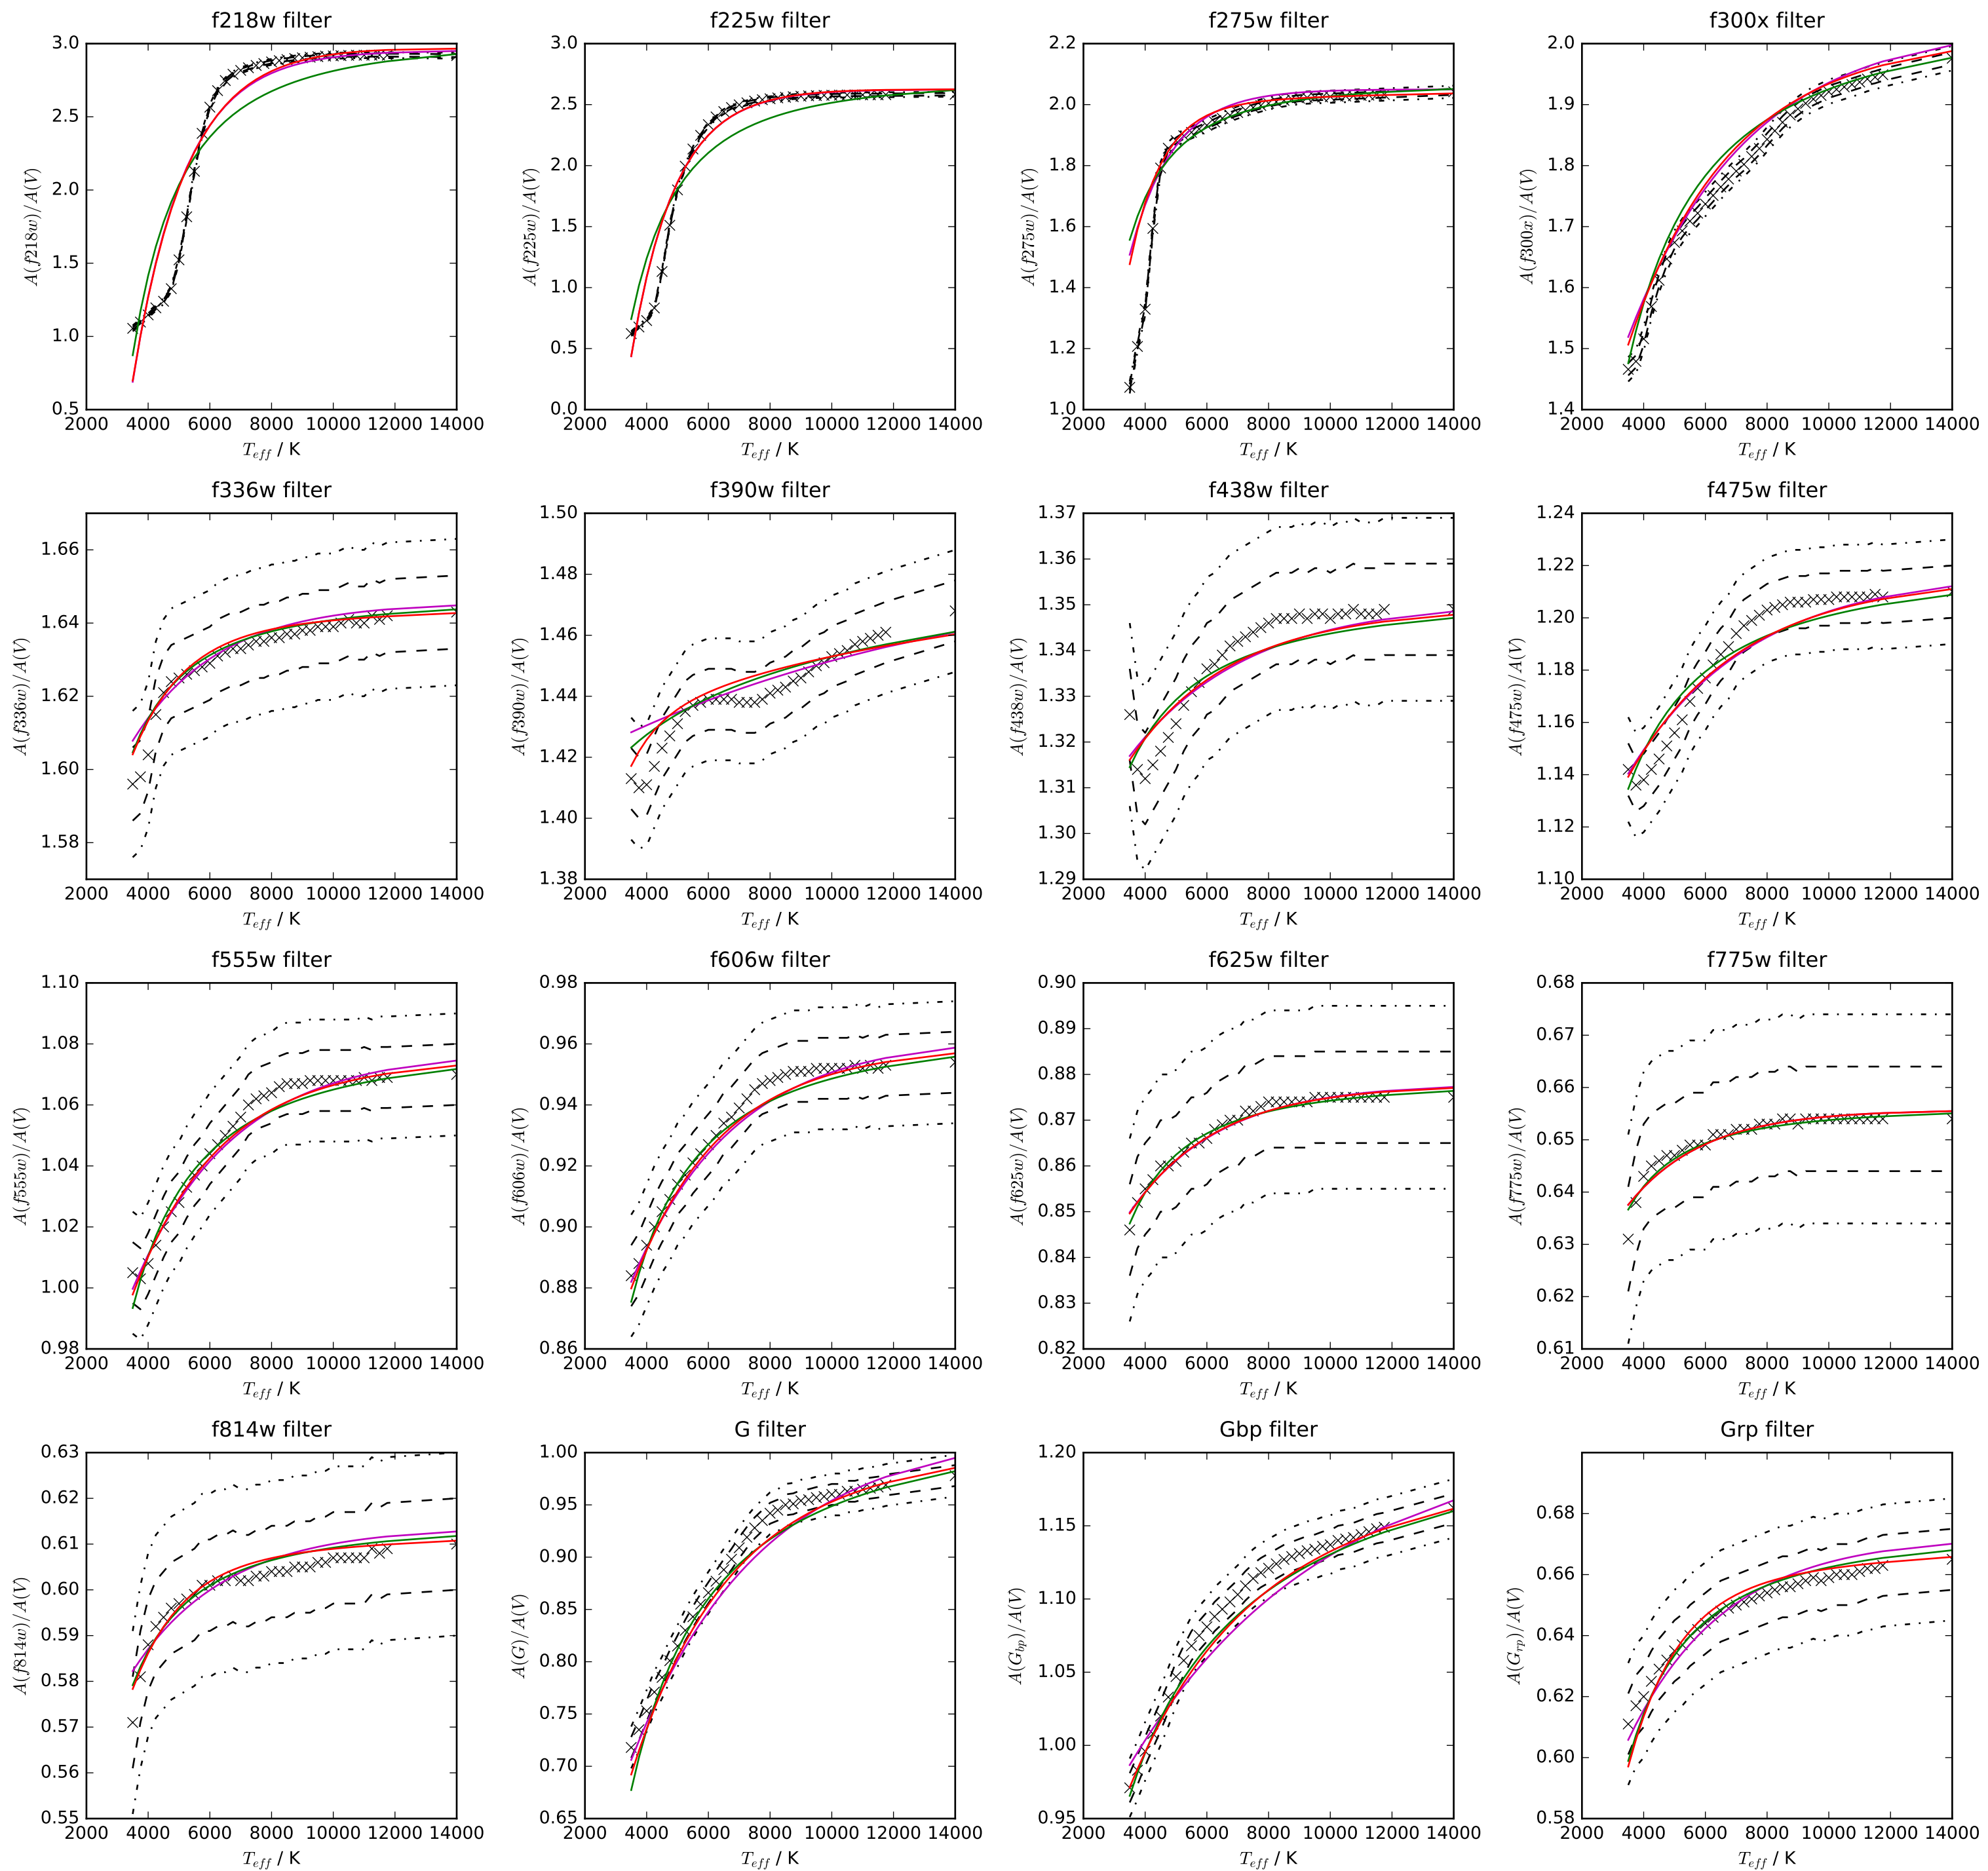 f218w filter
f225w filter
f275w filter
f300x filter
3.0
2.5
2.0
1.5
1.0
0.5
A(f218w)/A(V)
2000 4000 6000 8000 10000 12000 14000
T_eff / K
3.0
2.5
2.0
1.5
1.0
0.5
0.0
A(f225w)/A(V)
2000 4000 6000 8000 10000 12000 14000
T_eff / K
2.2
2.0
1.8
1.6
1.4
1.2
1.0
A(f275w)/A(V)
2000 4000 6000 8000 10000 12000 14000
T_eff / K
2.0
1.9
1.8
1.7
1.6
1.5
1.4
A(f300x)/A(V)
2000 4000 6000 8000 10000 12000 14000
T_eff / K
f336w filter
f390w filter
f438w filter
f475w filter
1.66
1.64
1.62
1.60
1.58
A(f336w)/A(V)
2000 4000 6000 8000 10000 12000 14000
T_eff / K
1.50
1.48
1.46
1.44
1.42
1.40
1.38
A(f390w)/A(V)
2000 4000 6000 8000 10000 12000 14000
T_eff / K
1.37
1.36
1.35
1.34
1.33
1.32
1.31
1.30
1.29
A(f438w)/A(V)
2000 4000 6000 8000 10000 12000 14000
T_eff / K
1.24
1.22
1.20
1.18
1.16
1.14
1.12
1.10
A(f475w)/A(V)
2000 4000 6000 8000 10000 12000 14000
T_eff / K
f555w filter
f606w filter
f625w filter
f775w filter
1.10
1.08
1.06
1.04
1.02
1.00
0.98
A(f555w)/A(V)
2000 4000 6000 8000 10000 12000 14000
T_eff / K
0.98
0.96
0.94
0.92
0.90
0.88
0.86
A(f606w)/A(V)
2000 4000 6000 8000 10000 12000 14000
T_eff / K
0.90
0.89
0.88
0.87
0.86
0.85
0.84
0.83
0.82
A(f625w)/A(V)
2000 4000 6000 8000 10000 12000 14000
T_eff / K
0.68
0.67
0.66
0.65
0.64
0.63
0.62
0.61
A(f775w)/A(V)
2000 4000 6000 8000 10000 12000 14000
T_eff / K
f814w filter
G filter
Gbp filter
Grp filter
0.63
0.62
0.61
0.60
0.59
0.58
0.57
0.56
0.55
A(f814w)/A(V)
2000 4000 6000 8000 10000 12000 14000
T_eff / K
1.00
0.95
0.90
0.85
0.80
0.75
0.70
0.65
A(G)/A(V)
2000 4000 6000 8000 10000 12000 14000
T_eff / K
1.20
1.15
1.10
1.05
1.00
0.95
A(G_bp)/A(V)
2000 4000 6000 8000 10000 12000 14000
T_eff / K
0.68
0.66
0.64
0.62
0.60
0.58
A(G_rp)/A(V)
2000 4000 6000 8000 10000 12000 14000
T_eff / K